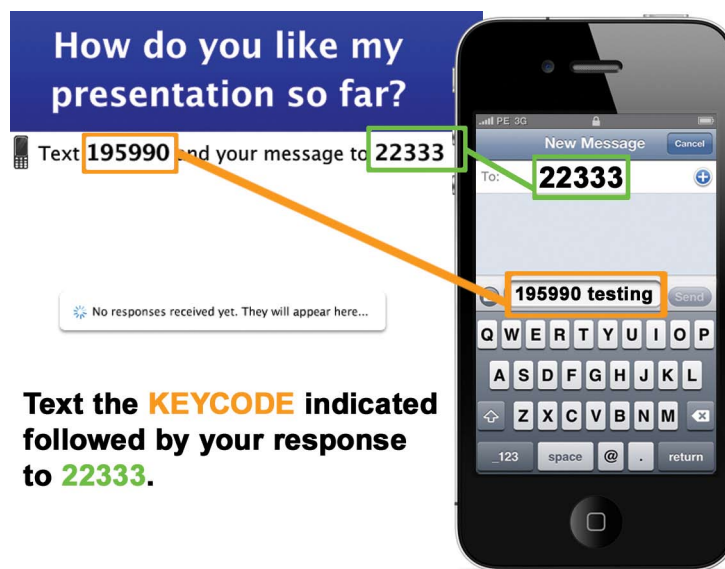 How do you like my
presentation so far?
Text 195990 and your message to 22333
No responses received yet. They will appear here...
Text the KEYCODE indicated
followed by your response
to 22333.
PE 3G
New Message
Cancel
To: 22333
195990 testing
Send
Q W E R T Y U I O P
A S D F G H J K L
Z X C V B N M
_123 space @ . return